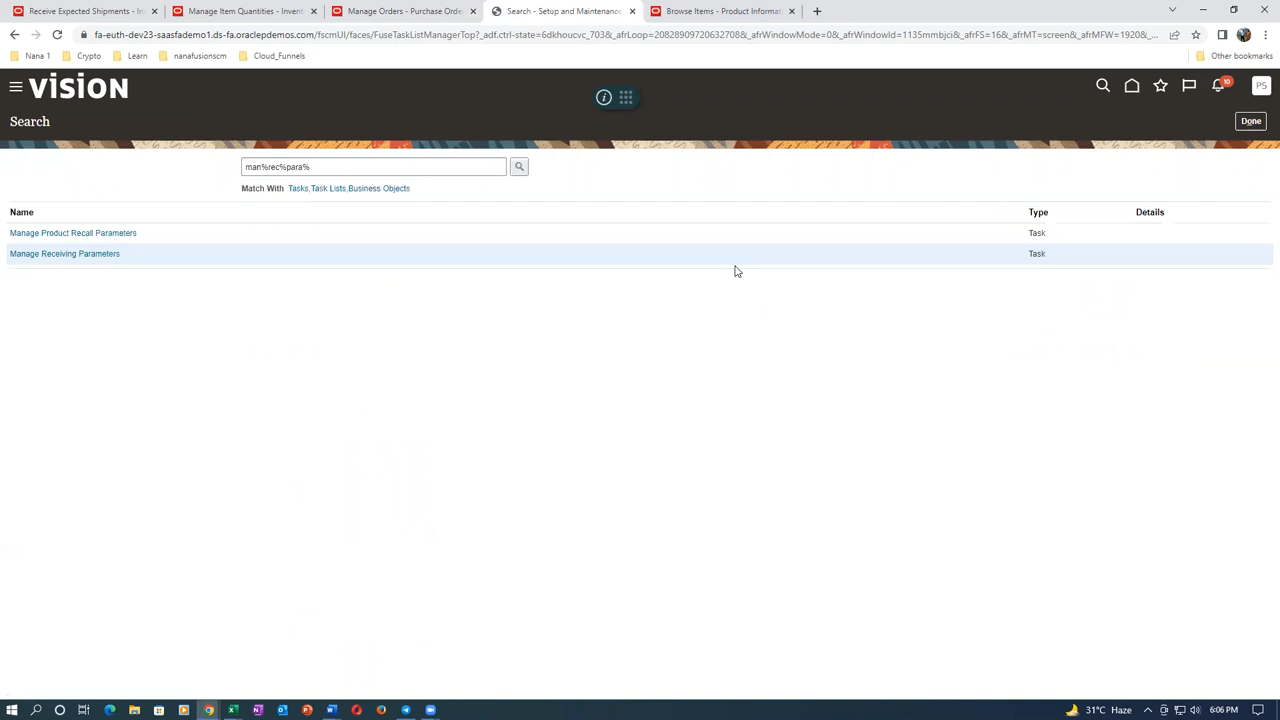 Receive Expected Shipments - In
Manage Item Quantities - Invent
Manage Orders - Purchase Orde
Search - Setup and Maintenance
Browse Items - Product Informat
fa-euth-dev23-saasfademo1.ds-fa.oraclepdemos.com/fscmUI/faces/FuseTaskListManagerTop?_adf.ctrl-state=6dkhoucvc_703&_afrLoop=20828909720632708&_afrWindowMode=0&_afrWindowId=1135mmbjci&_afrFS=16&_afrMT=screen&_afrMFW=1920&_...
Nana 1 Crypto Learn nanafusionscm Cloud_Funnels Other bookmarks
VISION
10
PS
Search
Done
man%rec%para%
Match With Tasks,Task Lists,Business Objects
Name Type Details
Manage Product Recall Parameters Task
Manage Receiving Parameters Task
31°C Haze 6:06 PM